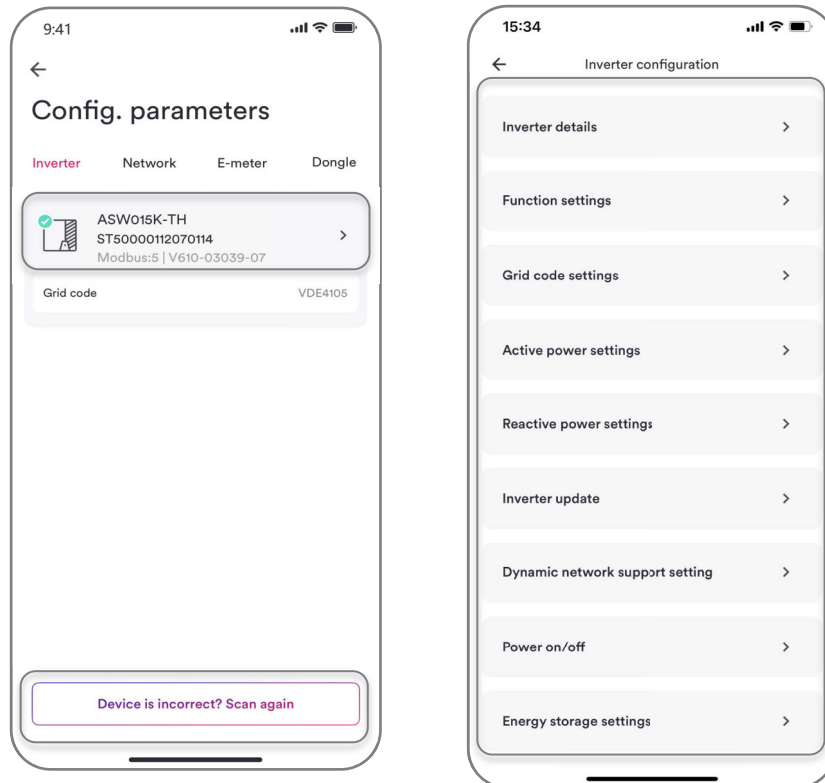 9:41
Config. parameters
Inverter Network E-meter Dongle
ASW015K-TH
ST50000112070114
Modbus:5 | V610-03039-07
Grid code VDE4105
Device is incorrect? Scan again
15:34
Inverter configuration
Inverter details
Function settings
Grid code settings
Active power settings
Reactive power settings
Inverter update
Dynamic network support setting
Power on/off
Energy storage settings